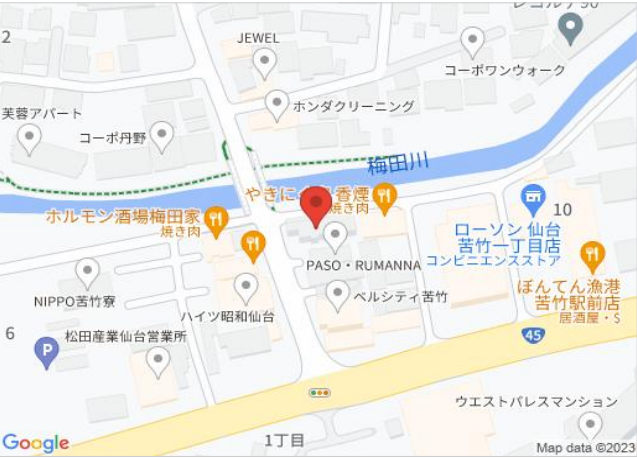 2
JEWEL
コーポワンウォーク
ホンダクリーニング
芙蓉アパート
コーポ丹野
梅田川
やきに
香煙
焼き肉
ホルモン酒場梅田家
焼き肉
10
ローソン 仙台
苦竹一丁目店
コンビニエンスストア
PASO・RUMANNA
ぼんてん漁港
苦竹駅前店
居酒屋・$
NIPPO苦竹寮
ハイツ昭和仙台
ベルシティ苦竹
6
P
松田産業仙台営業所
45
ウエストパレスマンション
1丁目
Google
Map data ©2023